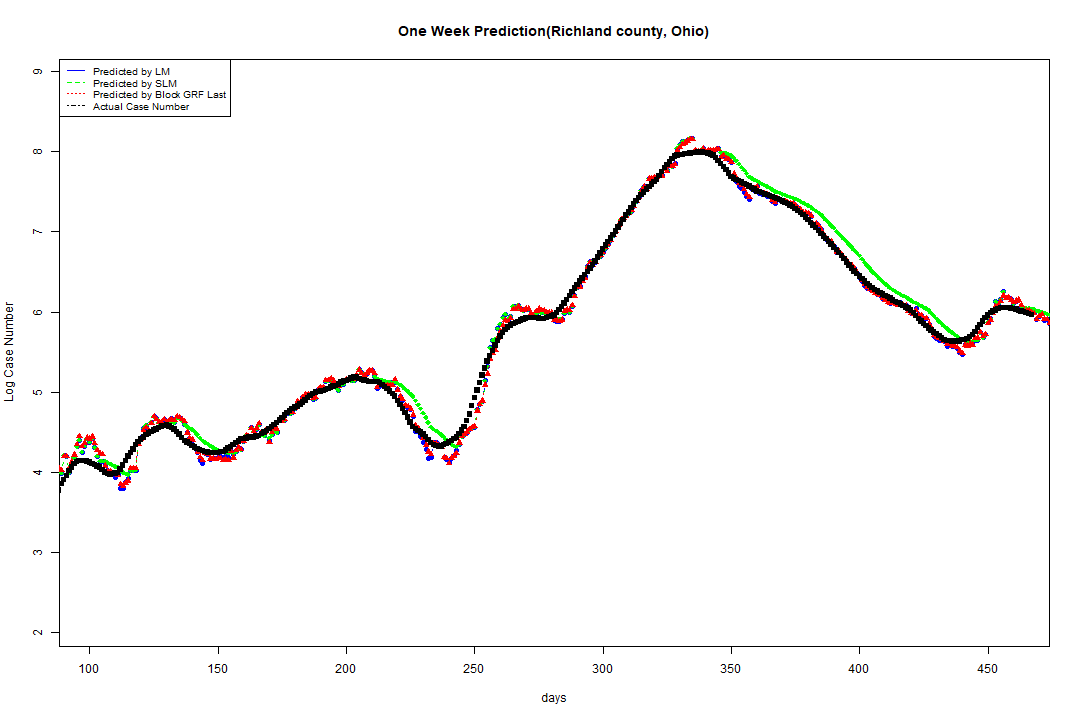 One Week Prediction(Richland county, Ohio)
Predicted by LM
Predicted by SLM
Predicted by Block GRF Last
Actual Case Number
9
8
7
6
5
4
3
2
Log Case Number
100 150 200 250 300 350 400 450
days